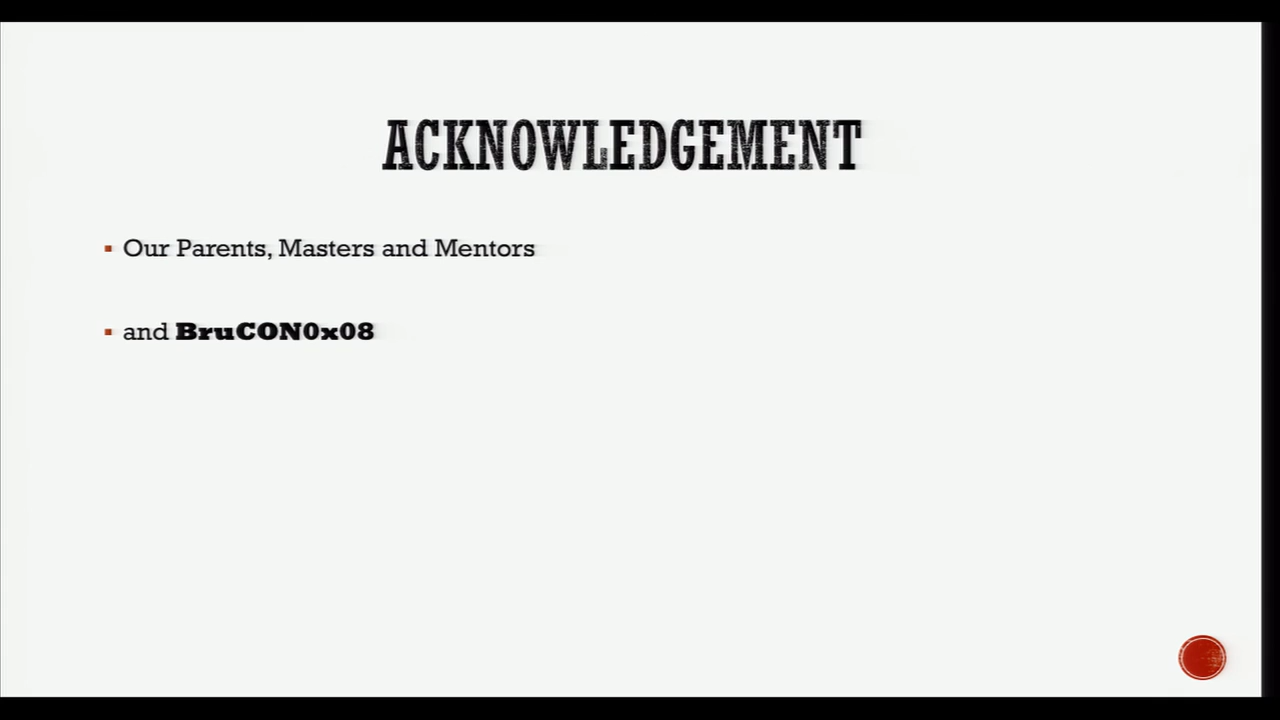 ACKNOWLEDGEMENT
Our Parents, Masters and Mentors
and BruCON0x08